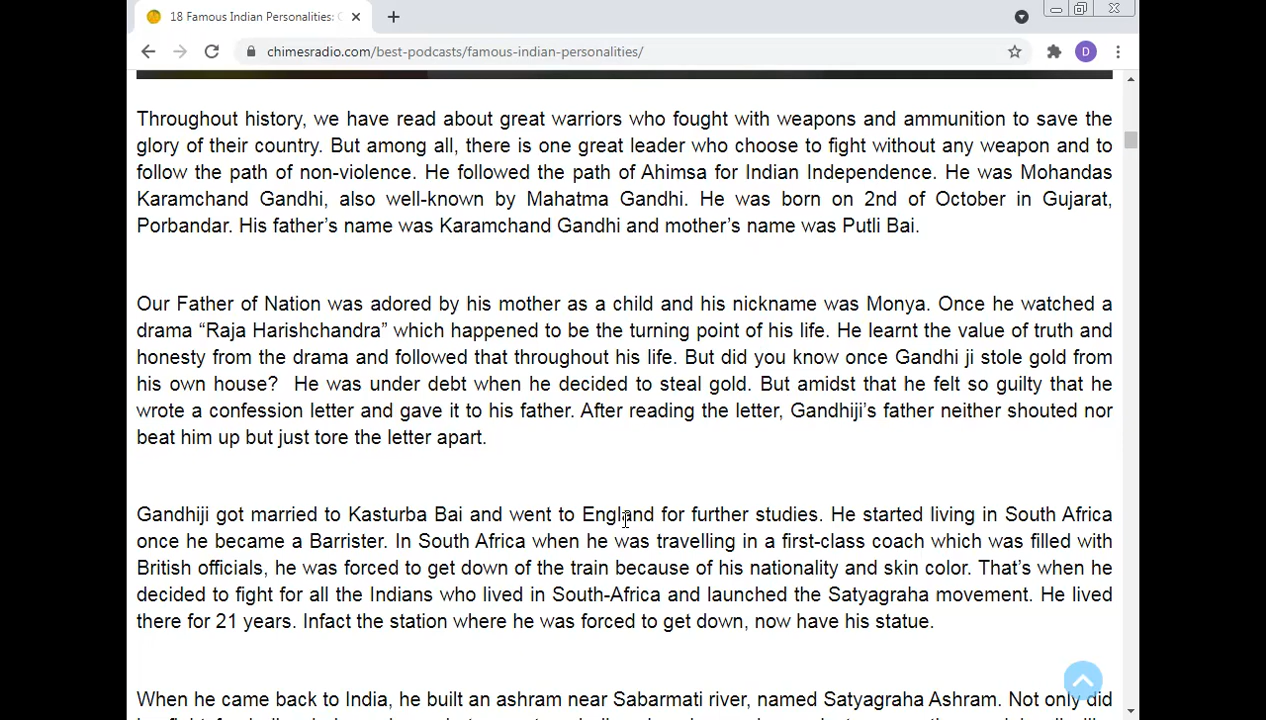 18 Famous Indian Personalities:
chimesradio.com/best-podcasts/famous-indian-personalities/
D
Throughout history, we have read about great warriors who fought with weapons and ammunition to save the
glory of their country. But among all, there is one great leader who choose to fight without any weapon and to
follow the path of non-violence. He followed the path of Ahimsa for Indian Independence. He was Mohandas
Karamchand Gandhi, also well-known by Mahatma Gandhi. He was born on 2nd of October in Gujarat,
Porbandar. His father’s name was Karamchand Gandhi and mother’s name was Putli Bai.
Our Father of Nation was adored by his mother as a child and his nickname was Monya. Once he watched a
drama “Raja Harishchandra” which happened to be the turning point of his life. He learnt the value of truth and
honesty from the drama and followed that throughout his life. But did you know once Gandhi ji stole gold from
his own house? He was under debt when he decided to steal gold. But amidst that he felt so guilty that he
wrote a confession letter and gave it to his father. After reading the letter, Gandhiji’s father neither shouted nor
beat him up but just tore the letter apart.
Gandhiji got married to Kasturba Bai and went to England for further studies. He started living in South Africa
once he became a Barrister. In South Africa when he was travelling in a first-class coach which was filled with
British officials, he was forced to get down of the train because of his nationality and skin color. That’s when he
decided to fight for all the Indians who lived in South-Africa and launched the Satyagraha movement. He lived
there for 21 years. Infact the station where he was forced to get down, now have his statue.
When he came back to India, he built an ashram near Sabarmati river, named Satyagraha Ashram. Not only did